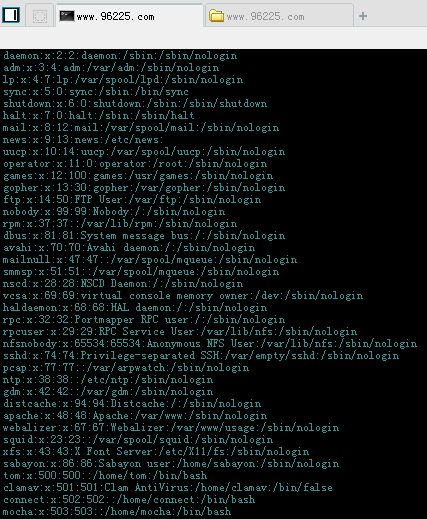 www.96225.com
www.96225.com
daemon:x:2:2:daemon:/sbin:/sbin/nologin
adm:x:3:4:adm:/var/adm:/sbin/nologin
lp:x:4:7:lp:/var/spool/lpd:/sbin/nologin
sync:x:5:0:sync:/sbin:/bin/sync
shutdown:x:6:0:shutdown:/sbin:/sbin/shutdown
halt:x:7:0:halt:/sbin:/sbin/halt
mail:x:8:12:mail:/var/spool/mail:/sbin/nologin
news:x:9:13:news:/etc/news:
uucp:x:10:14:uucp:/var/spool/uucp:/sbin/nologin
operator:x:11:0:operator:/root:/sbin/nologin
games:x:12:100:games:/usr/games:/sbin/nologin
gopher:x:13:30:gopher:/var/gopher:/sbin/nologin
ftp:x:14:50:FTP User:/var/ftp:/sbin/nologin
nobody:x:99:99:Nobody:/:/sbin/nologin
rpm:x:37:37::/var/lib/rpm:/sbin/nologin
dbus:x:81:81:System message bus:/:/sbin/nologin
avahi:x:70:70:Avahi daemon:/:/sbin/nologin
mailnull:x:47:47::/var/spool/mqueue:/sbin/nologin
smmsp:x:51:51::/var/spool/mqueue:/sbin/nologin
nscd:x:28:28:NSCD Daemon:/:/sbin/nologin
vcsa:x:69:69:virtual console memory owner:/dev:/sbin/nologin
haldaemon:x:68:68:HAL daemon:/:/sbin/nologin
rpc:x:32:32:Portmapper RPC user:/:/sbin/nologin
rpcuser:x:29:29:RPC Service User:/var/lib/nfs:/sbin/nologin
nfsnobody:x:65534:65534:Anonymous NFS User:/var/lib/nfs:/sbin/nologin
sshd:x:74:74:Privilege-separated SSH:/var/empty/sshd:/sbin/nologin
pcap:x:77:77::/var/arpwatch:/sbin/nologin
ntp:x:38:38::/etc/ntp:/sbin/nologin
gdm:x:42:42::/var/gdm:/sbin/nologin
distcache:x:94:94:Distcache:/:/sbin/nologin
apache:x:48:48:Apache:/var/www:/sbin/nologin
webalizer:x:67:67:Webalizer:/var/www/usage:/sbin/nologin
squid:x:23:23::/var/spool/squid:/sbin/nologin
xfs:x:43:43:X Font Server:/etc/X11/fs:/sbin/nologin
sabayon:x:86:86:Sabayon user:/home/sabayon:/sbin/nologin
tom:x:500:500::/home/tom:/bin/bash
clamav:x:501:501:Clam AntiVirus:/home/clamav:/bin/false
connect:x:502:502::/home/connect:/bin/bash
mocha:x:503:503::/home/mocha:/bin/bash